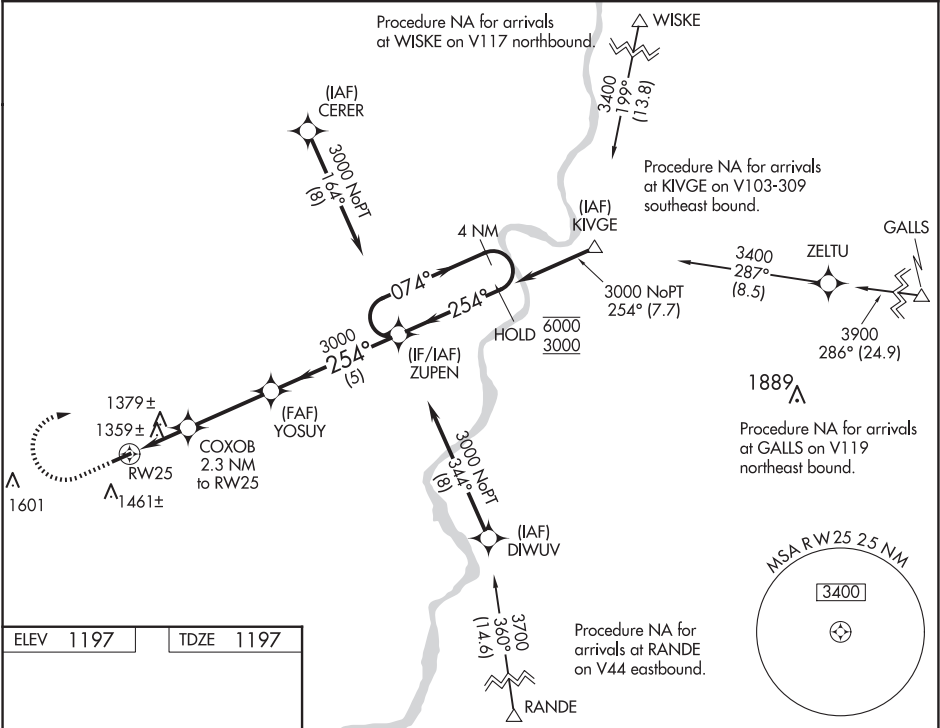 Procedure NA for arrivals
at WISKE on V117 northbound.
WISKE
3400
199°
(13.8)
(IAF)
CERER
3000 NoPT
164°
(8)
Procedure NA for arrivals
at KIVGE on V103-309
southeast bound.
(IAF)
KIVGE
4 NM
GALLS
ZELTU
3400
287°
(8.5)
074°
254°
3000 NoPT
254° (7.7)
HOLD
6000
3000
3900
286° (24.9)
3000
254°
(5)
(IF/IAF)
ZUPEN
1889
1379±
1359±
(FAF)
YOSUY
COXOB
2.3 NM
to RW25
RW25
1601
1461±
3000 NoPT
344°
(8)
Procedure NA for arrivals
at GALLS on V119
northeast bound.
(IAF)
DIWUV
MSA RW25 25 NM
3400
3700
360°
(14.6)
Procedure NA for
arrivals at RANDE
on V44 eastbound.
RANDE
ELEV 1197
TDZE 1197